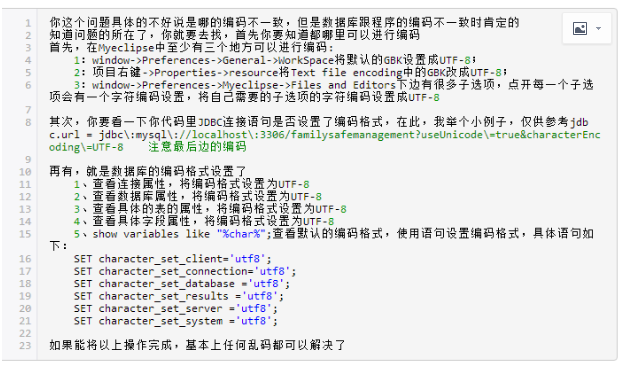 1 你这个问题具体的不好说是哪的编码不一致，但是数据库跟程序的编码不一致时肯定的
2 知道问题的所在了，你就要去找，首先你要知道都哪里可以进行编码
3 首先，在Myeclipse中至少有三个地方可以进行编码：
4 1：window->Preferences->General->WorkSpace将默认的GBK设置成UTF-8；
5 2：项目右键->Properties->resource将Text file encoding中的GBK改成UTF-8；
6 3：window->Preferences->Myeclipse->Files and Editors下边有很多子选项，点开每一个子选
项会有一个字符编码设置，将自己需要的子选项的字符编码设置成UTF-8
7
8 其次，你要看一下你代码里JDBC连接语句是否设置了编码格式，在此，我举个小例子，仅供参考jdb
c.url = jdbc\:mysql\://localhost\:3306/familysafemanagement?useUnicode\=true&characterEnc
oding\=UTF-8 注意最后边的编码
9
10 再有，就是数据库的编码格式设置了
11 1、查看连接属性，将编码格式设置为UTF-8
12 2、查看数据库属性，将编码格式设置为UTF-8
13 3、查看具体的表的属性，将编码格式设置为UTF-8
14 4、查看具体字段属性，将编码格式设置为UTF-8
15 5、show variables like "%char%";查看默认的编码格式，使用语句设置编码格式，具体语句如
下：
16 SET character_set_client='utf8';
17 SET character_set_connection='utf8';
18 SET character_set_database ='utf8';
19 SET character_set_results ='utf8';
20 SET character_set_server ='utf8';
21 SET character_set_system ='utf8';
22
23 如果能将以上操作完成，基本上任何乱码都可以解决了